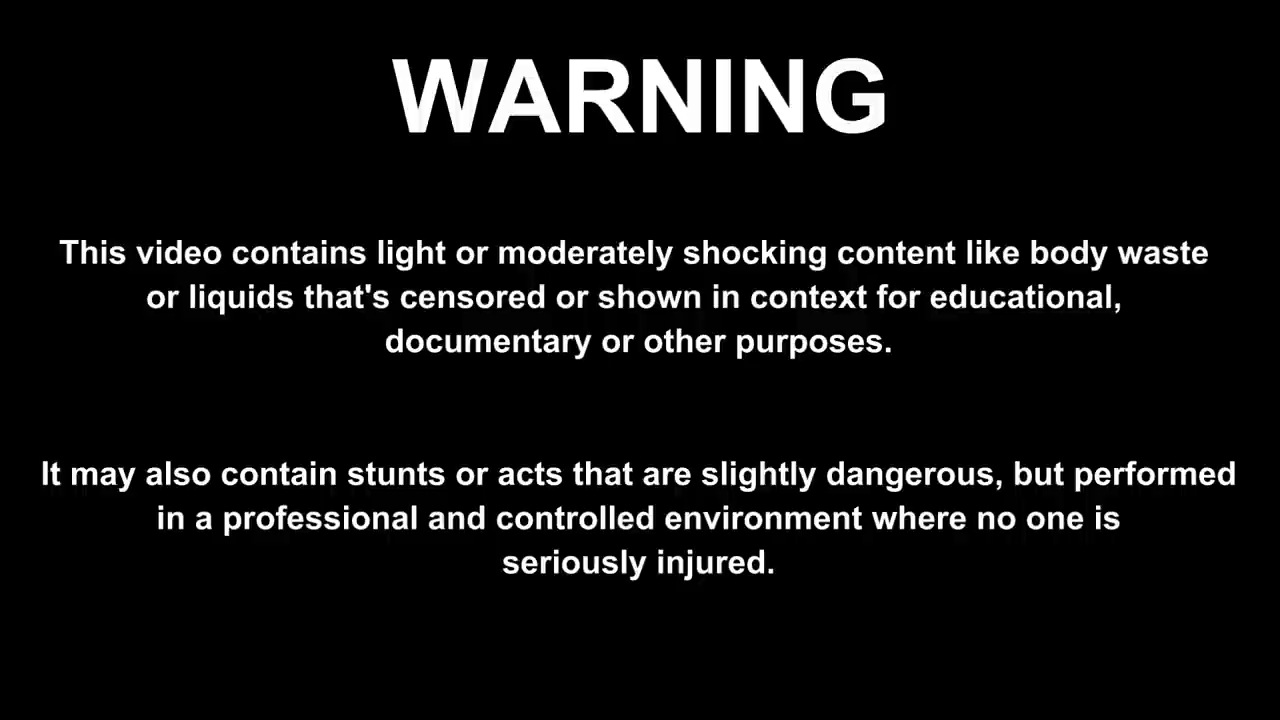 WARNING
This video contains light or moderately shocking content like body waste
or liquids that's censored or shown in context for educational,
documentary or other purposes.
It may also contain stunts or acts that are slightly dangerous, but performed
in a professional and controlled environment where no one is
seriously injured.